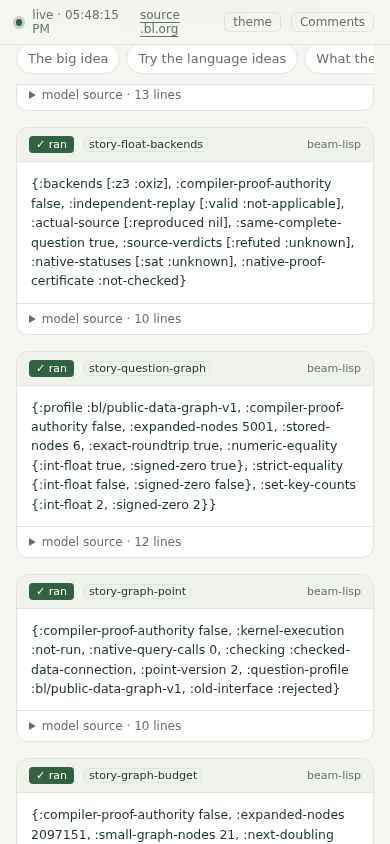 live · 05:48:15 PM
source .bl.org
theme
Comments
The big idea
Try the language ideas
What the
▶ model source · 13 lines
✓ ran story-float-backends beam-lisp
{:backends [:z3 :oxiz], :compiler-proof-authority
false, :independent-replay [:valid :not-applicable],
:actual-source [:reproduced nil], :same-complete-
question true, :source-verdicts [:refuted :unknown],
:native-statuses [:sat :unknown], :native-proof-
certificate :not-checked}
▶ model source · 10 lines
✓ ran story-question-graph beam-lisp
{:profile :bl/public-data-graph-v1, :compiler-proof-
authority false, :expanded-nodes 5001, :stored-
nodes 6, :exact-roundtrip true, :numeric-equality
{:int-float true, :signed-zero true}, :strict-equality
{:int-float false, :signed-zero false}, :set-key-counts
{:int-float 2, :signed-zero 2}}
▶ model source · 12 lines
✓ ran story-graph-point beam-lisp
{:compiler-proof-authority false, :kernel-execution
:not-run, :native-query-calls 0, :checking :checked-
data-connection, :point-version 2, :question-profile
:bl/public-data-graph-v1, :old-interface :rejected}
▶ model source · 10 lines
✓ ran story-graph-budget beam-lisp
{:compiler-proof-authority false, :expanded-nodes
2097151, :small-graph-nodes 21, :next-doubling